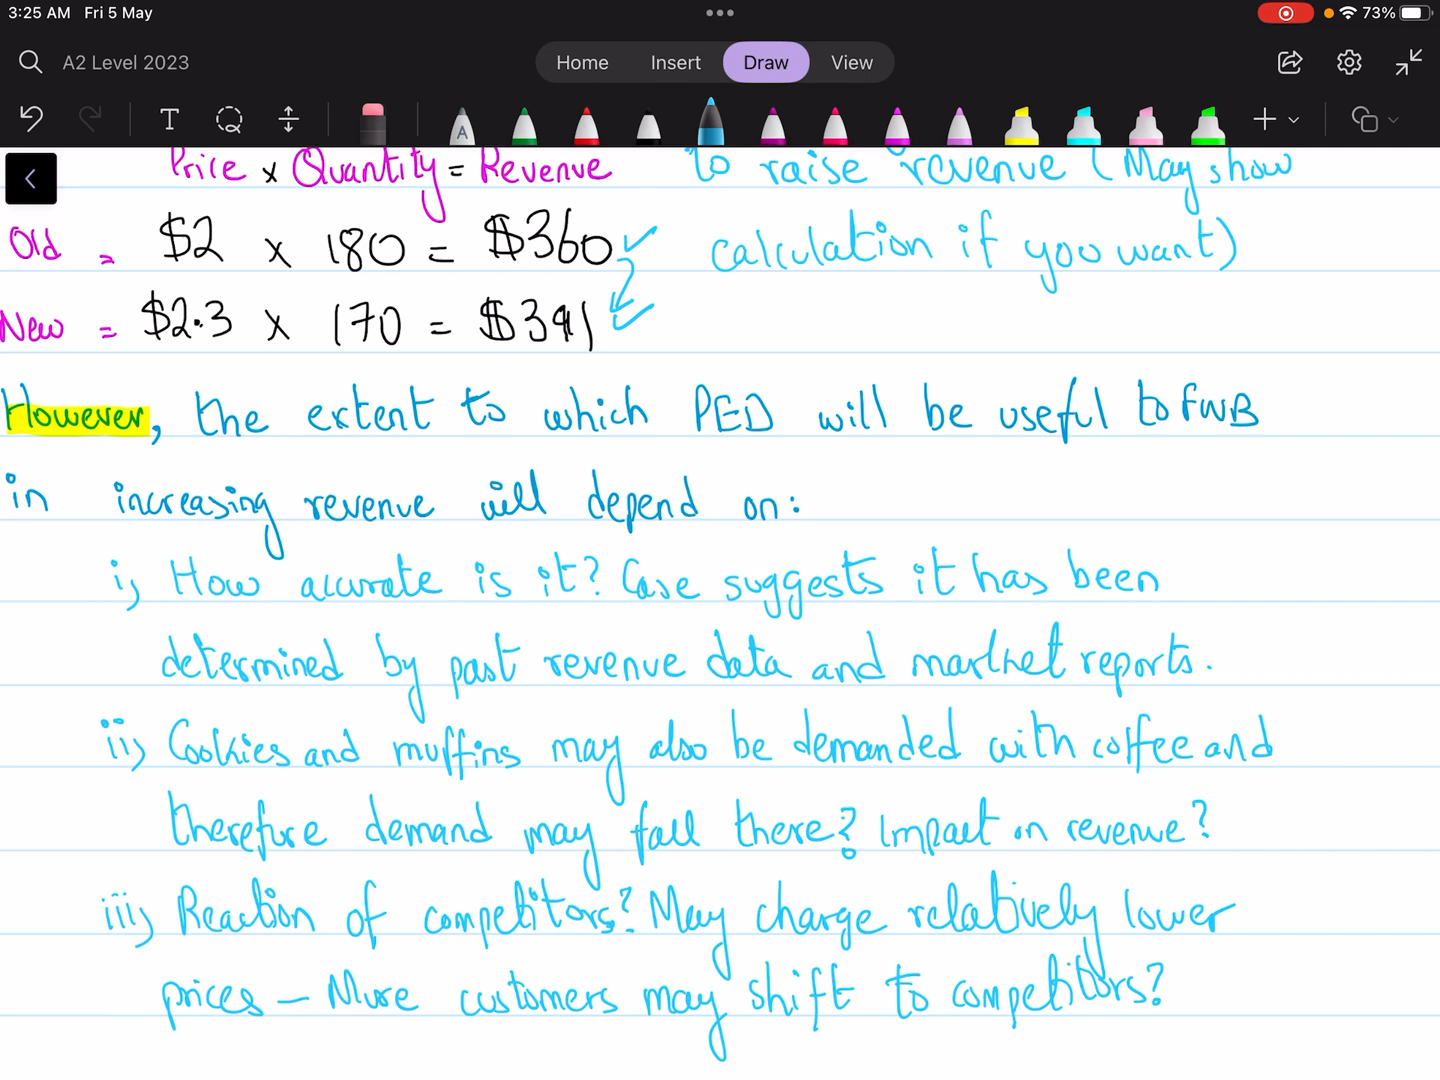 3:25 AM Fri 5 May
73%
A2 Level 2023
Home Insert Draw View
T
A
Price x Quantity = Revenue
to raise revenue (May show
Old = $2 x 180 = $360
calculation if you want)
New = $2.3 x 170 = $391
However, the extent to which PED will be useful to FWB
in increasing revenue will depend on:
i) How accurate is it? Case suggests it has been
determined by past revenue data and market reports.
ii) Cookies and muffins may also be demanded with coffee and
therefore demand may fall there? Impact on revenue?
iii) Reaction of competitors? May charge relatively lower
prices – More customers may shift to competitors?